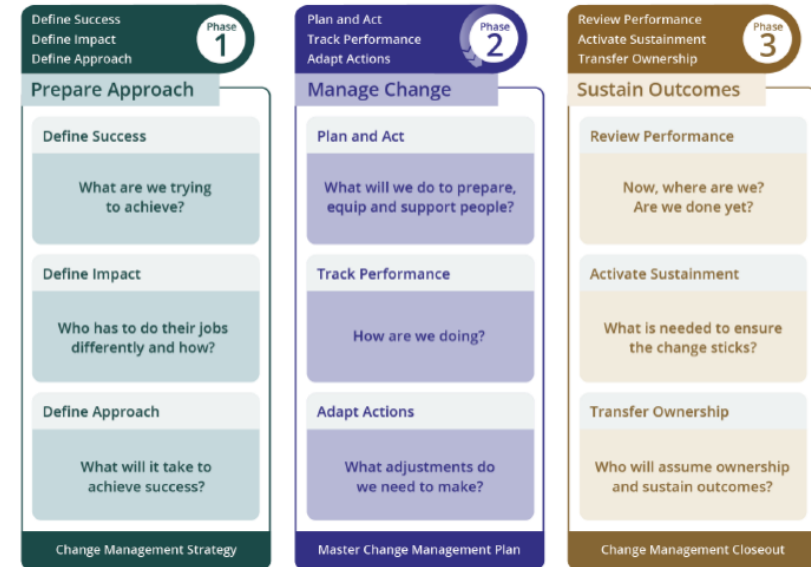 Define Success
Define Impact
Define Approach
Phase
1
Prepare Approach
Define Success
What are we trying
to achieve?
Define Impact
Who has to do their jobs
differently and how?
Define Approach
What will it take to
achieve success?
Change Management Strategy
Plan and Act
Track Performance
Adapt Actions
Phase
2
Manage Change
Plan and Act
What will we do to prepare,
equip and support people?
Track Performance
How are we doing?
Adapt Actions
What adjustments do
we need to make?
Master Change Management Plan
Review Performance
Activate Sustainment
Transfer Ownership
Phase
3
Sustain Outcomes
Review Performance
Now, where are we?
Are we done yet?
Activate Sustainment
What is needed to ensure
the change sticks?
Transfer Ownership
Who will assume ownership
and sustain outcomes?
Change Management Closeout